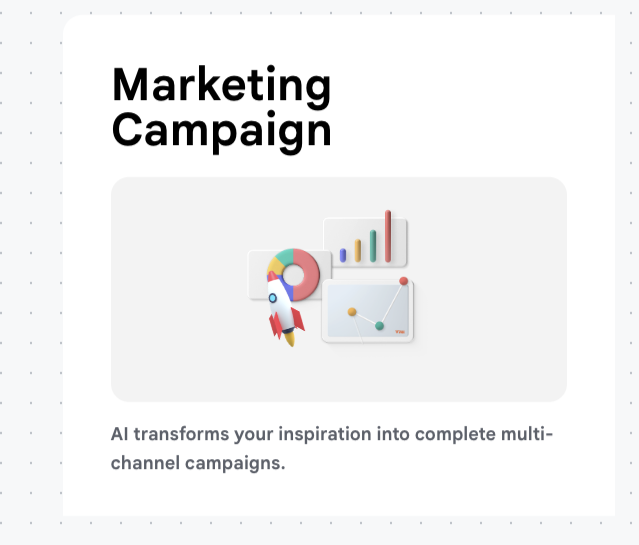 Marketing
Campaign
AI transforms your inspiration into complete multi-
channel campaigns.